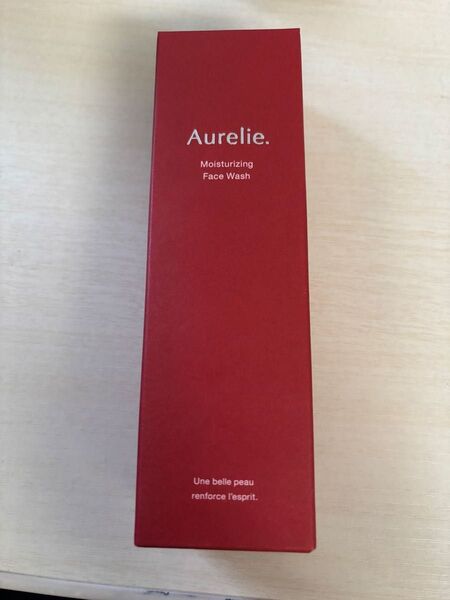 Aurelie.
Moisturizing
Face Wash
Une belle peau
renforce l'esprit.